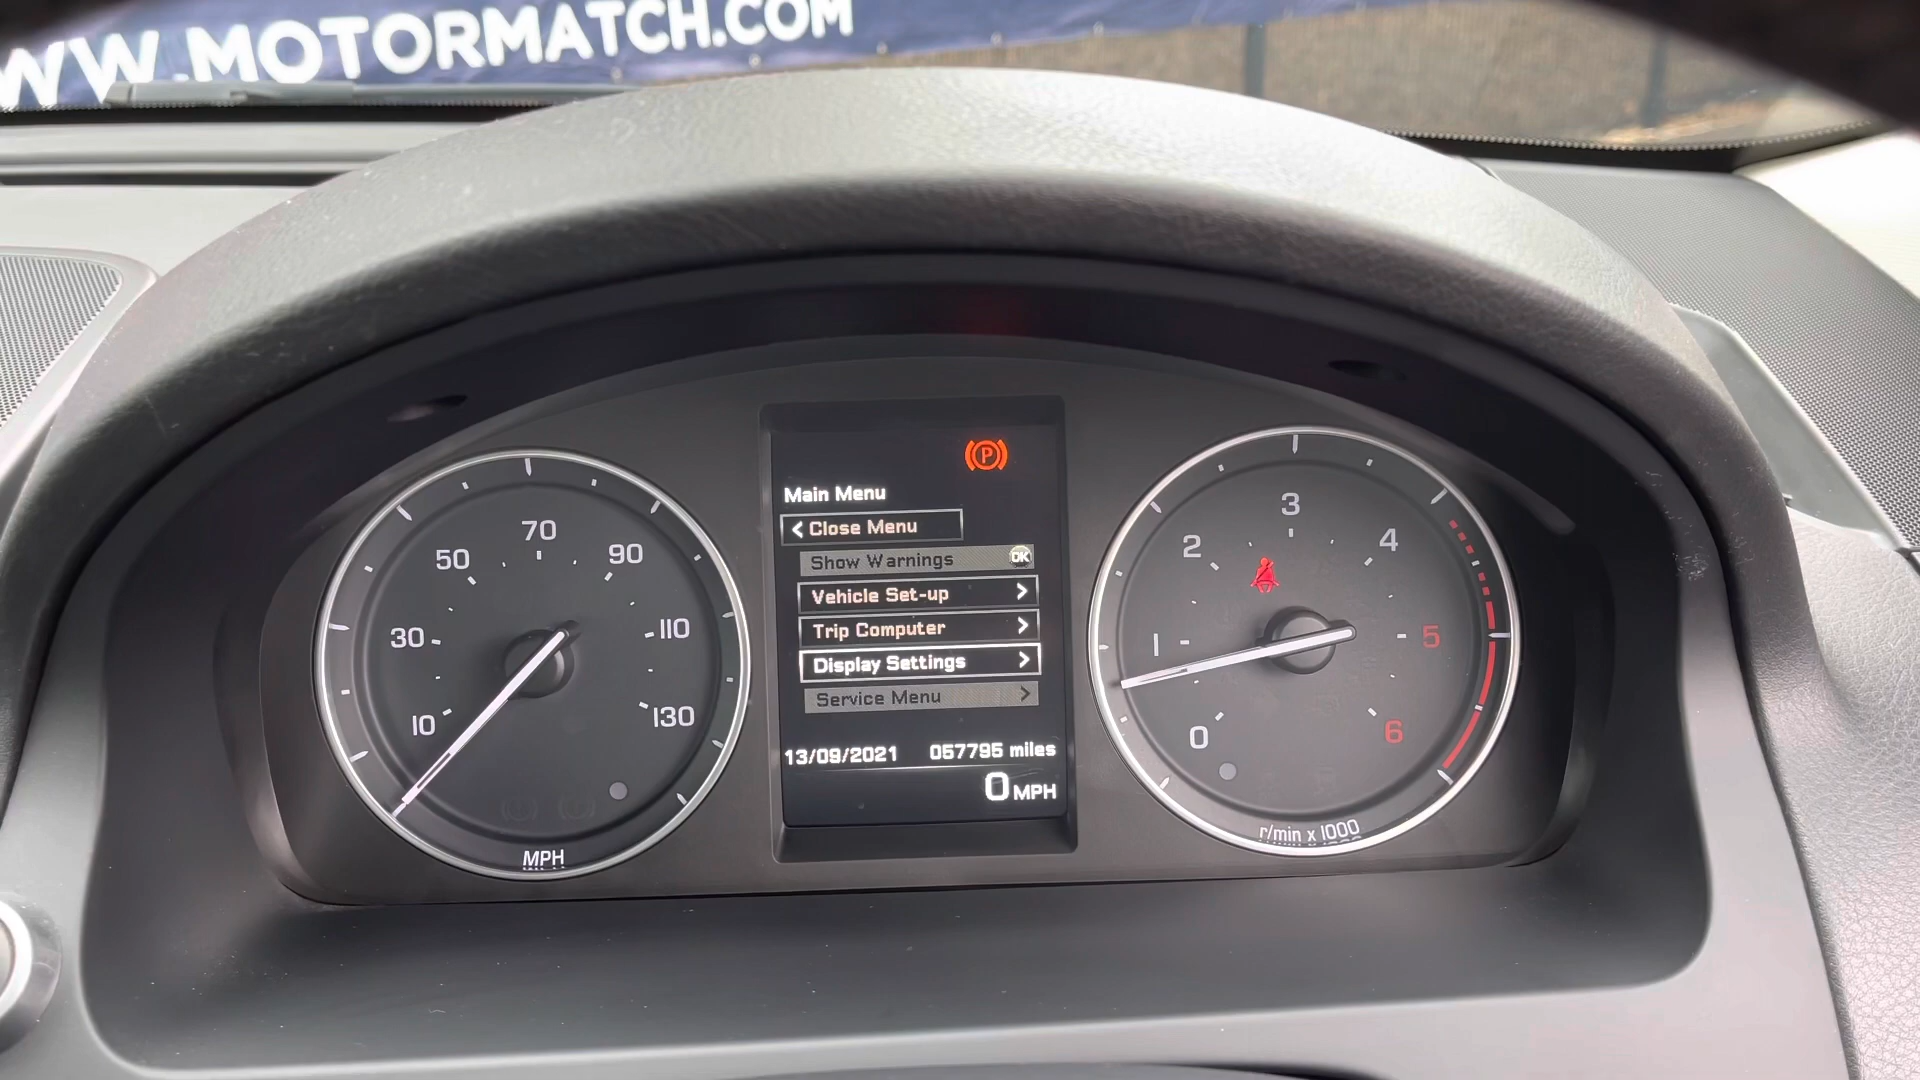 WW.MOTORMATCH.COM
P
Main Menu
< Close Menu
Show Warnings OK
Vehicle Set-up >
Trip Computer >
Display Settings >
Service Menu >
13/09/2021 057795 miles
0 MPH
10
30
50
70
90
110
130
MPH
0
1
2
3
4
5
6
r/min x 1000